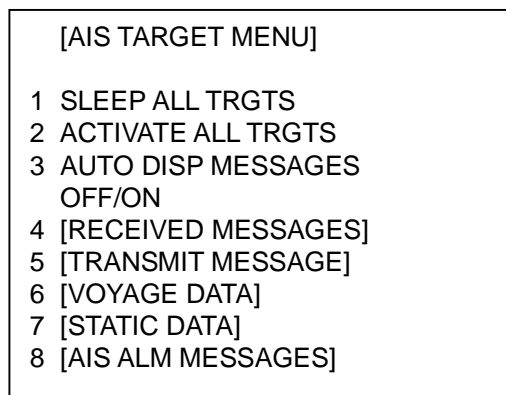 [AIS TARGET MENU]
1 SLEEP ALL TRGTS
2 ACTIVATE ALL TRGTS
3 AUTO DISP MESSAGES
OFF/ON
4 [RECEIVED MESSAGES]
5 [TRANSMIT MESSAGE]
6 [VOYAGE DATA]
7 [STATIC DATA]
8 [AIS ALM MESSAGES]